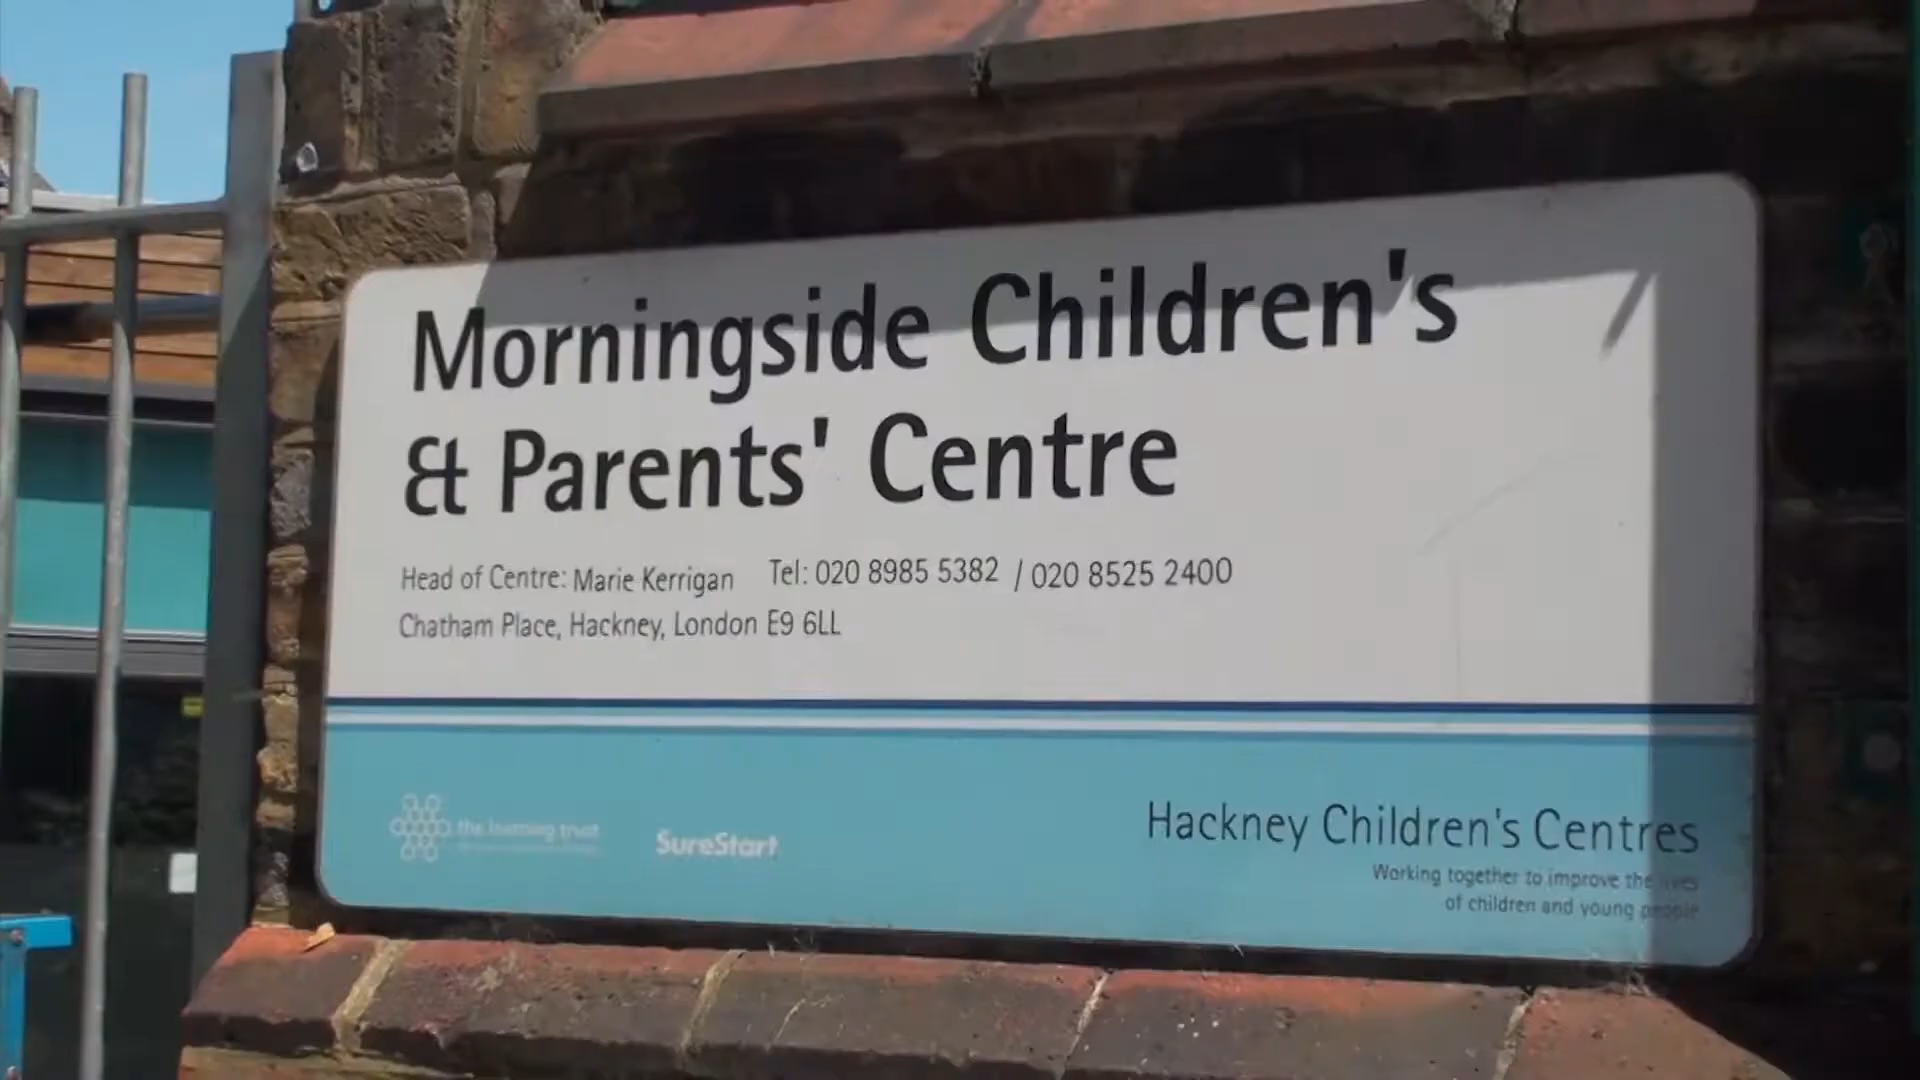 Morningside Children's
& Parents' Centre
Head of Centre: Marie Kerrigan Tel: 020 8985 5382 / 020 8525 2400
Chatham Place, Hackney, London E9 6LL
the learning trust
SureStart
Hackney Children's Centres
Working together to improve the lives
of children and young people